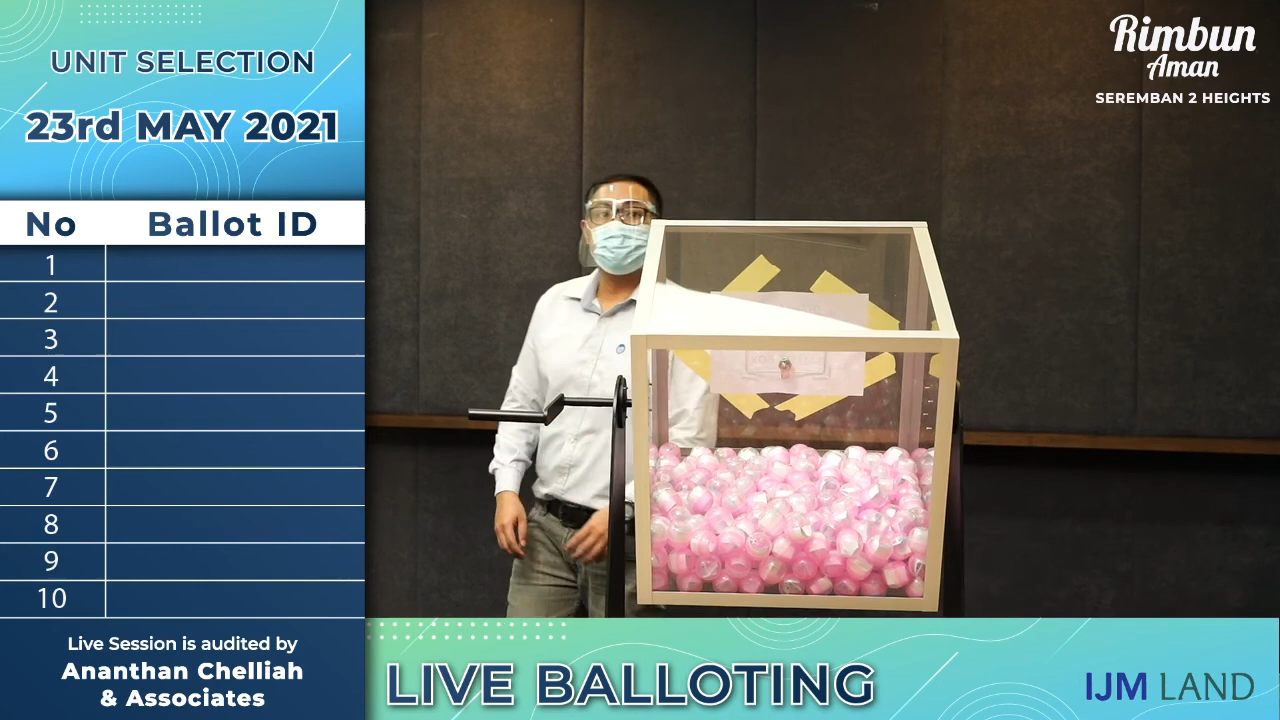 UNIT SELECTION
23rd MAY 2021
No Ballot ID
1
2
3
4
5
6
7
8
9
10
Live Session is audited by
Ananthan Chelliah
& Associates
Rimbun
Aman
SEREMBAN 2 HEIGHTS
LIVE BALLOTING
IJM LAND